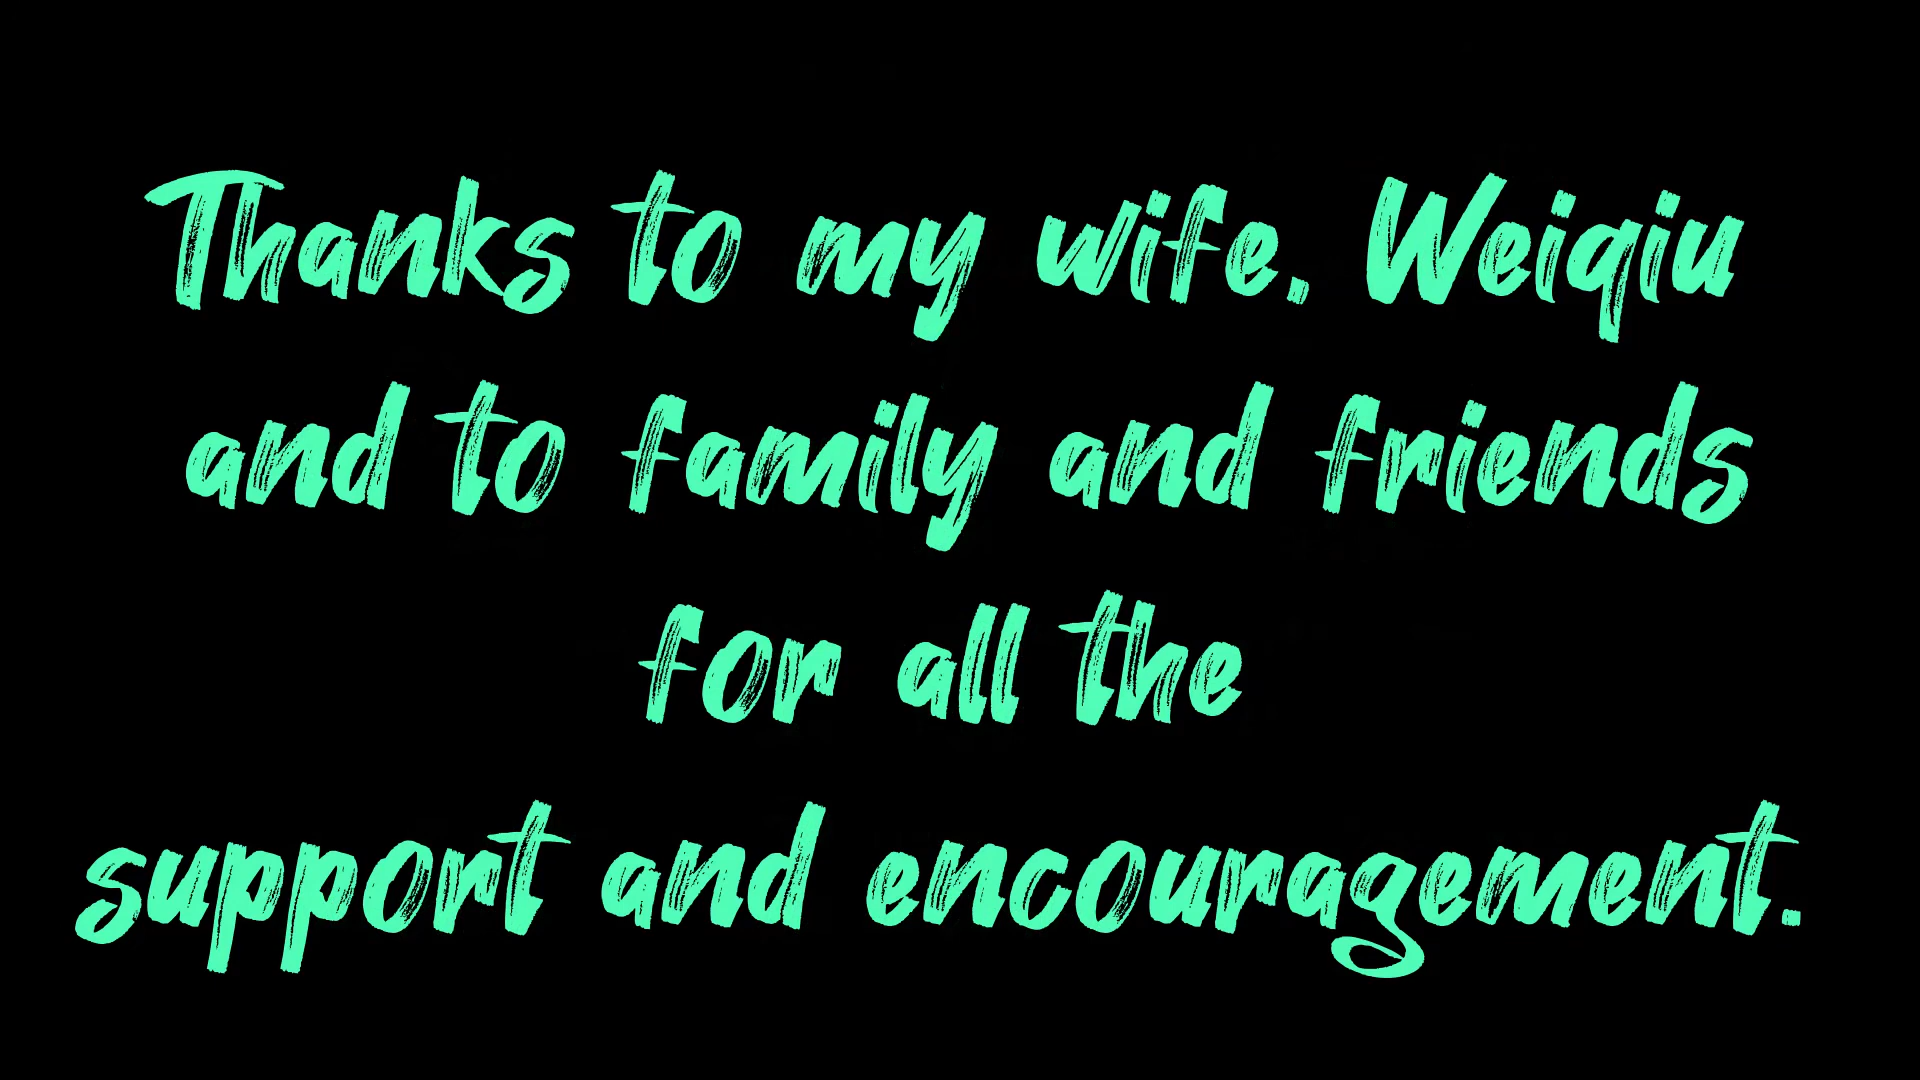 Thanks to my wife. Weiqiu
and to family and friends
for all the
support and encouragement.